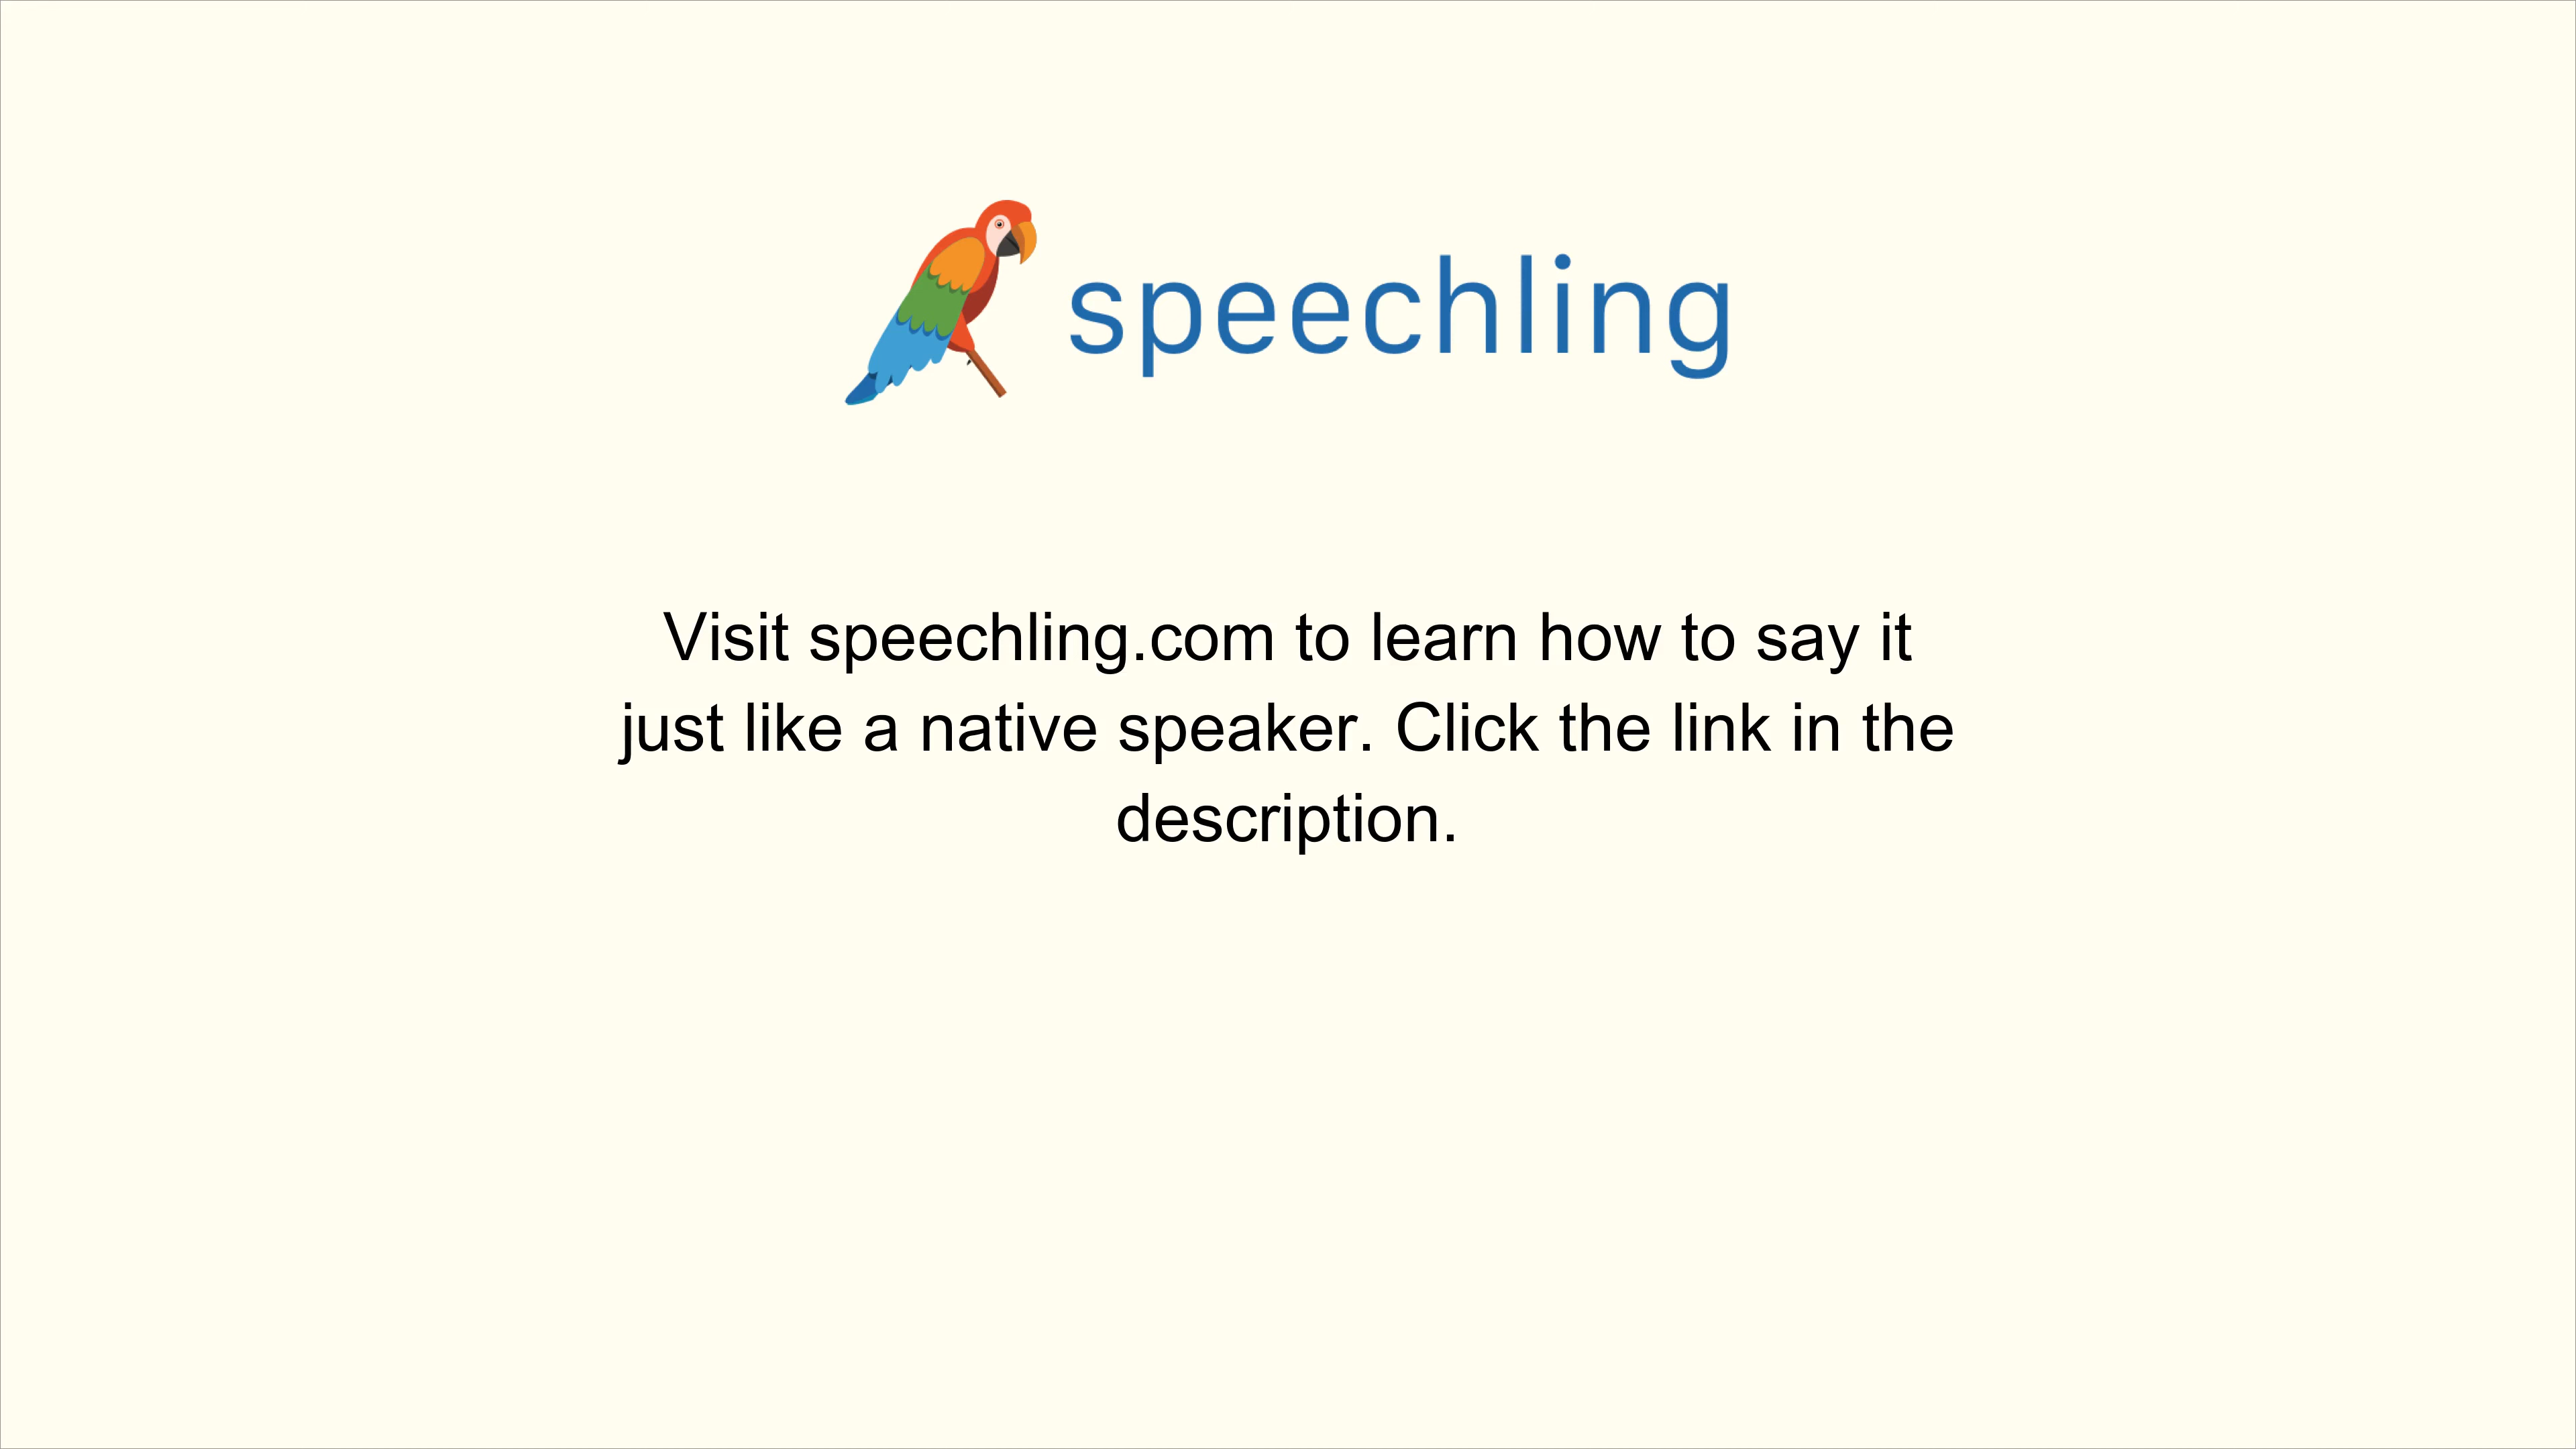 speechling
Visit speechling.com to learn how to say it
just like a native speaker. Click the link in the
description.